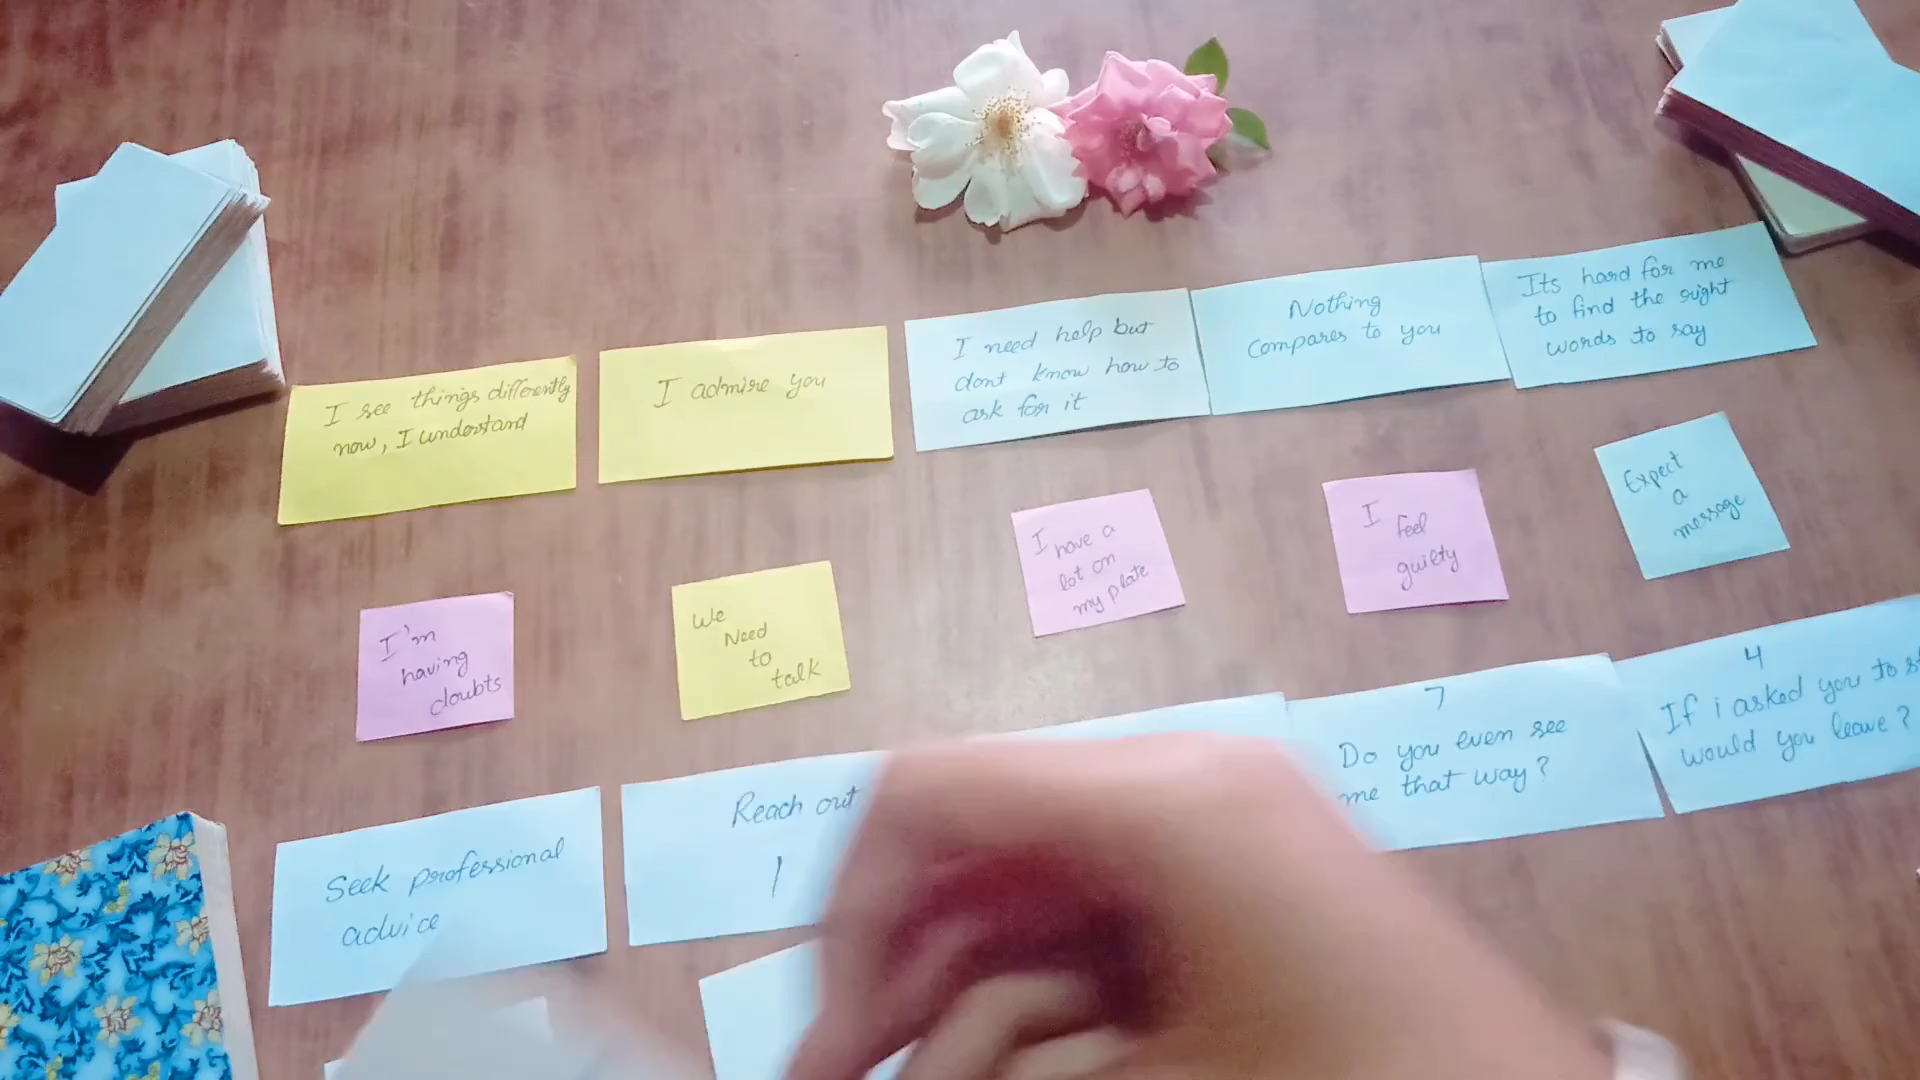 I see things differently
now, I understand
I admire you
I need help but
dont know how to
ask for it
Nothing
compares to you
Its hard for me
to find the right
words to say
I'm
having
doubts
We
Need
to
talk
I have a
lot on
my plate
I
feel
guilty
Expect
a
message
Seek professional
advice
Reach out
1
7
Do you even see
me that way?
4
If i asked you to
would you leave?